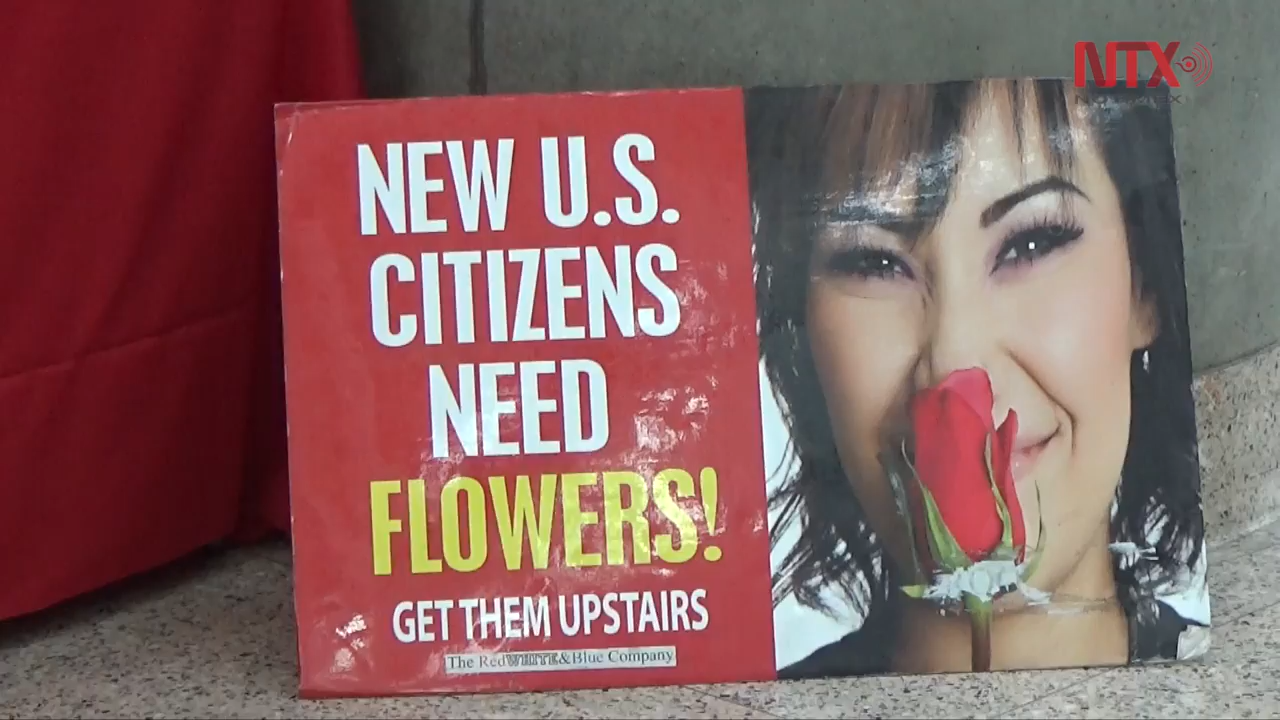 NTX
NEW U.S.
CITIZENS
NEED
FLOWERS!
GET THEM UPSTAIRS
The RedWHITE&Blue Company